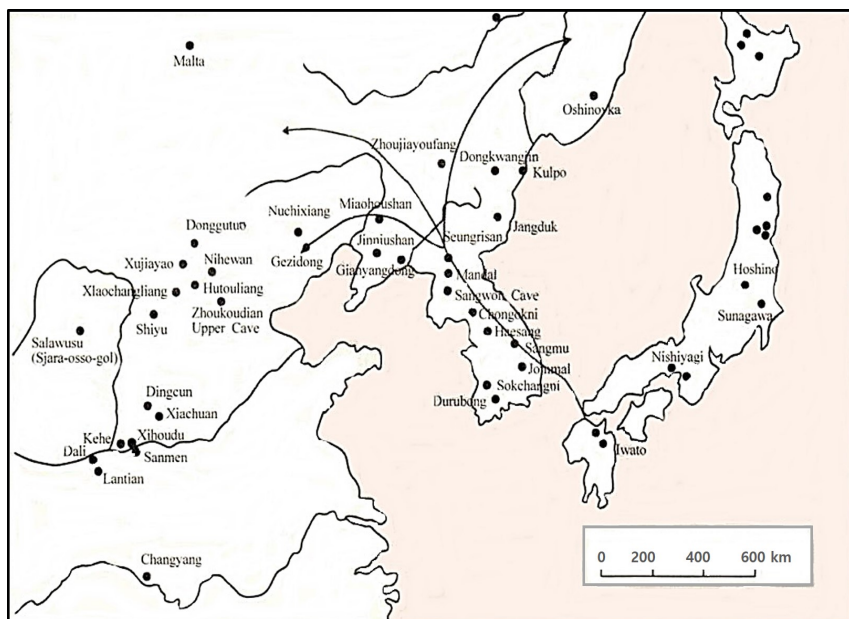 Malta
Oshinovka
Zhoujiayoufang
Dongkwangjin
Kulpo
Miaohoushan
Nuchixiang
Jangduk
Donggutuo
Seungrisan
Jinniushan
Gezidong
Gianyangdong
Xujiayao
Nihewan
Mandal
Hutouliang
Xlaochangliang
Sangwon Cave
Hoshino
Zhoukoudian
Upper Cave
Shiyu
Chongokni
Sunagawa
Haesang
Salawusu
(Sjara-osso-gol)
Sangmu
Nishiyagi
Jommal
Sokchangni
Durubong
Dingcun
Xiachuan
Kehe
Xihoudu
Iwato
Dali
Sanmen
Lantian
Changyang
0 200 400 600 km